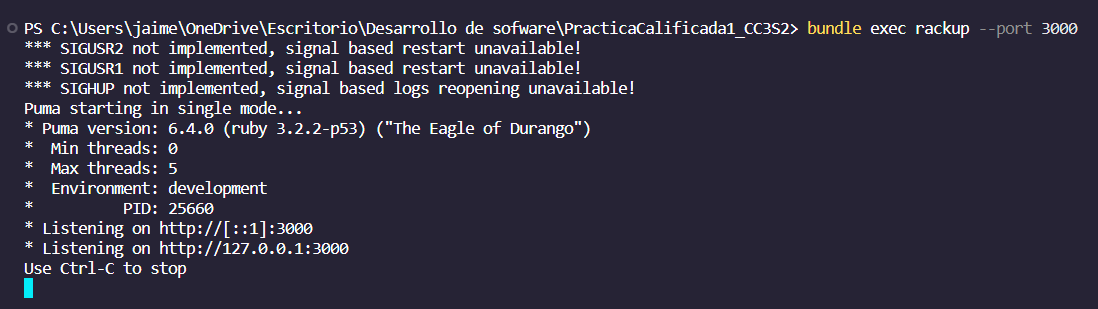 PS C:\Users\jaime\OneDrive\Escritorio\Desarrollo de sofware\PracticaCalificada1_CC3S2> bundle exec rackup --port 3000
*** SIGUSR2 not implemented, signal based restart unavailable!
*** SIGUSR1 not implemented, signal based restart unavailable!
*** SIGHUP not implemented, signal based logs reopening unavailable!
Puma starting in single mode...
* Puma version: 6.4.0 (ruby 3.2.2-p53) ("The Eagle of Durango")
*  Min threads: 0
*  Max threads: 5
*  Environment: development
*          PID: 25660
* Listening on http://[::1]:3000
* Listening on http://127.0.0.1:3000
Use Ctrl-C to stop